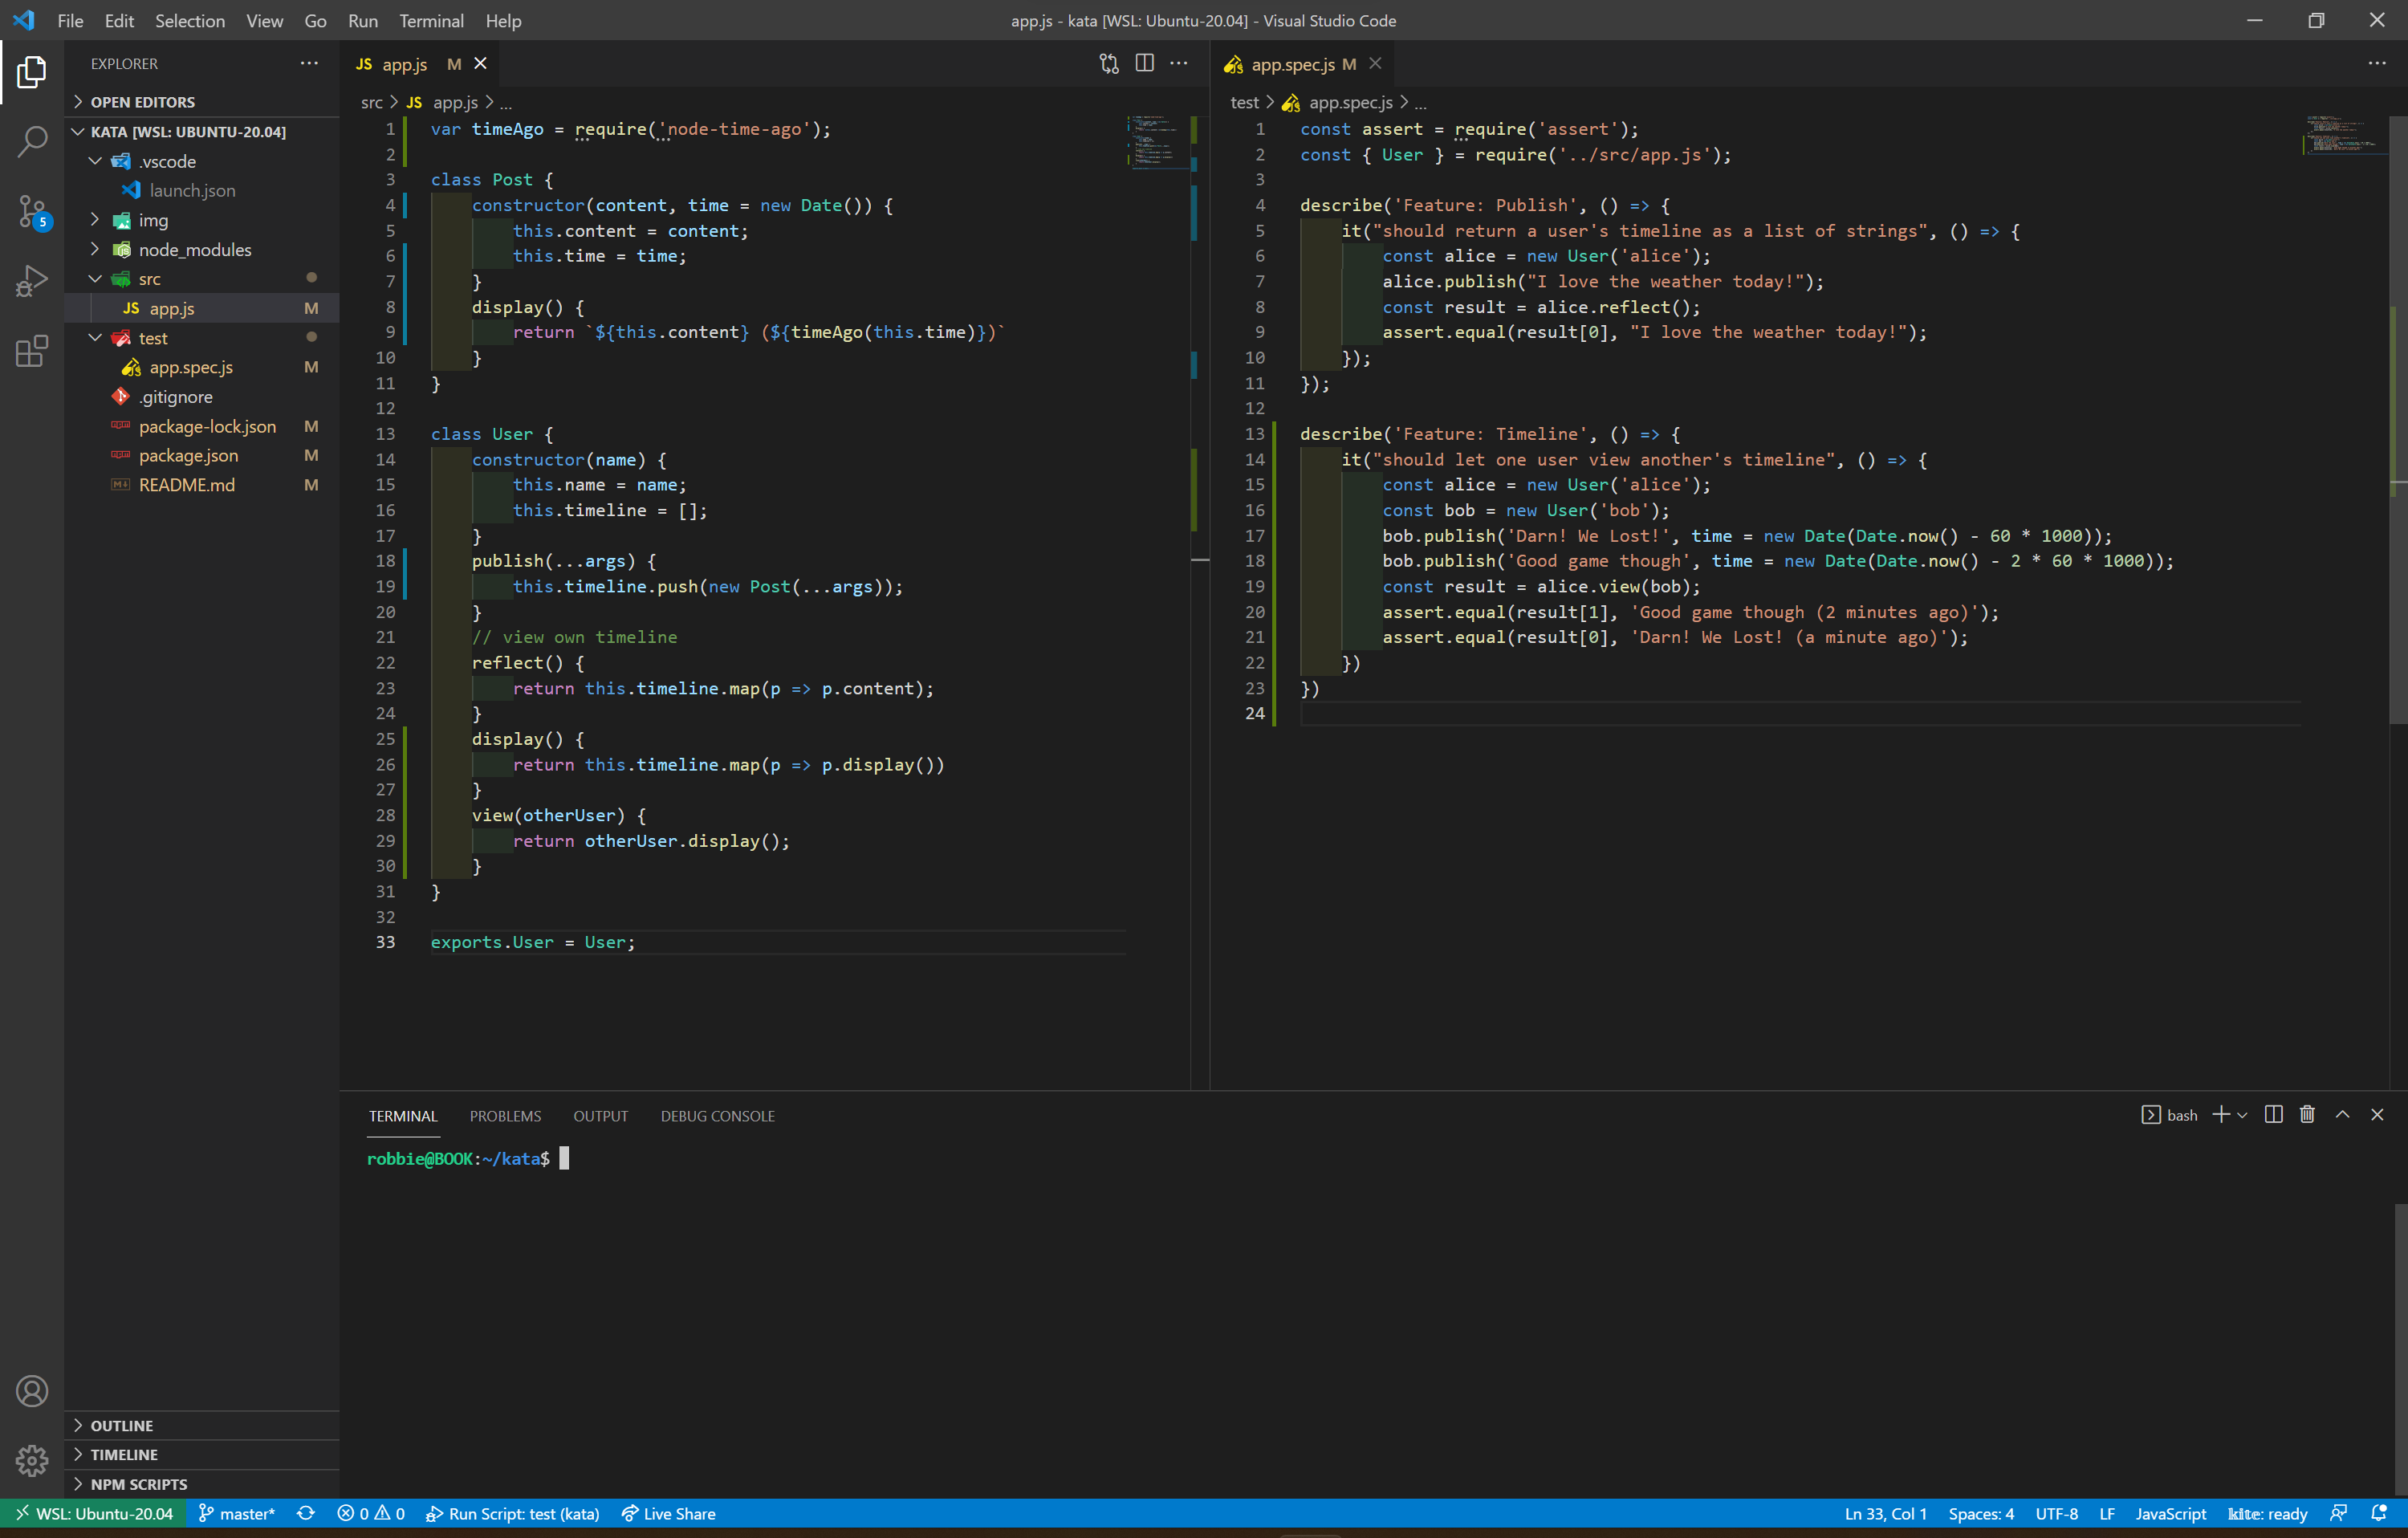 File Edit Selection View Go Run Terminal Help
app.js - kata [WSL: Ubuntu-20.04] - Visual Studio Code
EXPLORER
OPEN EDITORS
KATA [WSL: UBUNTU-20.04]
.vscode
launch.json
img
node_modules
src
JS app.js M
test
app.spec.js M
.gitignore
package-lock.json M
package.json M
README.md M
OUTLINE
TIMELINE
NPM SCRIPTS
5
JS app.js M
src > JS app.js > ...
1 var timeAgo = require('node-time-ago');
2
3 class Post {
4 constructor(content, time = new Date()) {
5 this.content = content;
6 this.time = time;
7 }
8 display() {
9 return `${this.content} (${timeAgo(this.time)})`
10 }
11 }
12
13 class User {
14 constructor(name) {
15 this.name = name;
16 this.timeline = [];
17 }
18 publish(...args) {
19 this.timeline.push(new Post(...args));
20 }
21 // view own timeline
22 reflect() {
23 return this.timeline.map(p => p.content);
24 }
25 display() {
26 return this.timeline.map(p => p.display())
27 }
28 view(otherUser) {
29 return otherUser.display();
30 }
31 }
32
33 exports.User = User;
app.spec.js M
test > app.spec.js > ...
1 const assert = require('assert');
2 const { User } = require('../src/app.js');
3
4 describe('Feature: Publish', () => {
5 it("should return a user's timeline as a list of strings", () => {
6 const alice = new User('alice');
7 alice.publish("I love the weather today!");
8 const result = alice.reflect();
9 assert.equal(result[0], "I love the weather today!");
10 });
11 });
12
13 describe('Feature: Timeline', () => {
14 it("should let one user view another's timeline", () => {
15 const alice = new User('alice');
16 const bob = new User('bob');
17 bob.publish('Darn! We Lost!', time = new Date(Date.now() - 60 * 1000));
18 bob.publish('Good game though', time = new Date(Date.now() - 2 * 60 * 1000));
19 const result = alice.view(bob);
20 assert.equal(result[1], 'Good game though (2 minutes ago)');
21 assert.equal(result[0], 'Darn! We Lost! (a minute ago)');
22 })
23 })
24
TERMINAL PROBLEMS OUTPUT DEBUG CONSOLE
bash
robbie@BOOK:~/kata$
WSL: Ubuntu-20.04 master* 0 0 Run Script: test (kata) Live Share
Ln 33, Col 1 Spaces: 4 UTF-8 LF JavaScript kite: ready